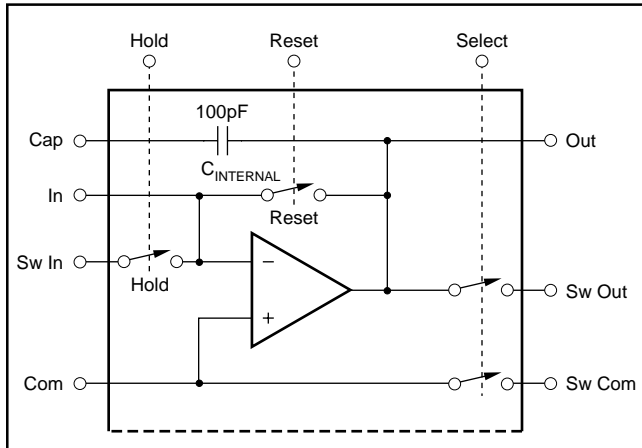 Hold
Reset
Select
100pF
Cap
Out
C_INTERNAL
In
Reset
Sw In
Hold
−
+
Sw Out
Com
Sw Com